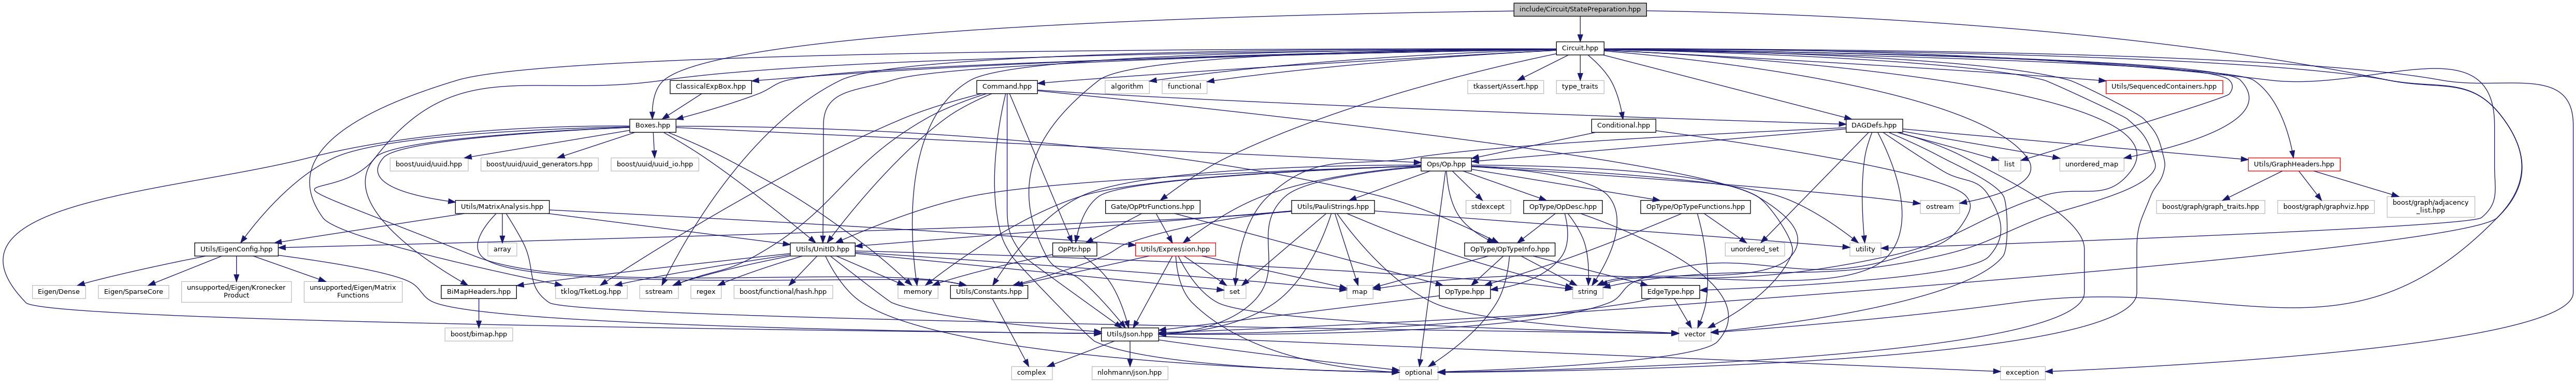 include/Circuit/StatePreparation.hpp
Circuit.hpp
ClassicalExpBox.hpp
Command.hpp
algorithm
functional
tkassert/Assert.hpp
type_traits
Utils/SequencedContainers.hpp
Boxes.hpp
Conditional.hpp
DAGDefs.hpp
boost/uuid/uuid.hpp
boost/uuid/uuid_generators.hpp
boost/uuid/uuid_io.hpp
Ops/Op.hpp
list
unordered_map
Utils/GraphHeaders.hpp
Utils/MatrixAnalysis.hpp
Gate/OpPtrFunctions.hpp
Utils/PauliStrings.hpp
stdexcept
OpType/OpDesc.hpp
OpType/OpTypeFunctions.hpp
ostream
boost/graph/graph_traits.hpp
boost/graph/graphviz.hpp
boost/graph/adjacency
_list.hpp
Utils/EigenConfig.hpp
array
Utils/UnitID.hpp
OpPtr.hpp
Utils/Expression.hpp
OpType/OpTypeInfo.hpp
unordered_set
utility
Eigen/Dense
Eigen/SparseCore
unsupported/Eigen/Kronecker
Product
unsupported/Eigen/Matrix
Functions
BiMapHeaders.hpp
tklog/TketLog.hpp
sstream
regex
boost/functional/hash.hpp
memory
Utils/Constants.hpp
set
map
OpType.hpp
string
EdgeType.hpp
boost/bimap.hpp
Utils/Json.hpp
vector
complex
nlohmann/json.hpp
optional
exception